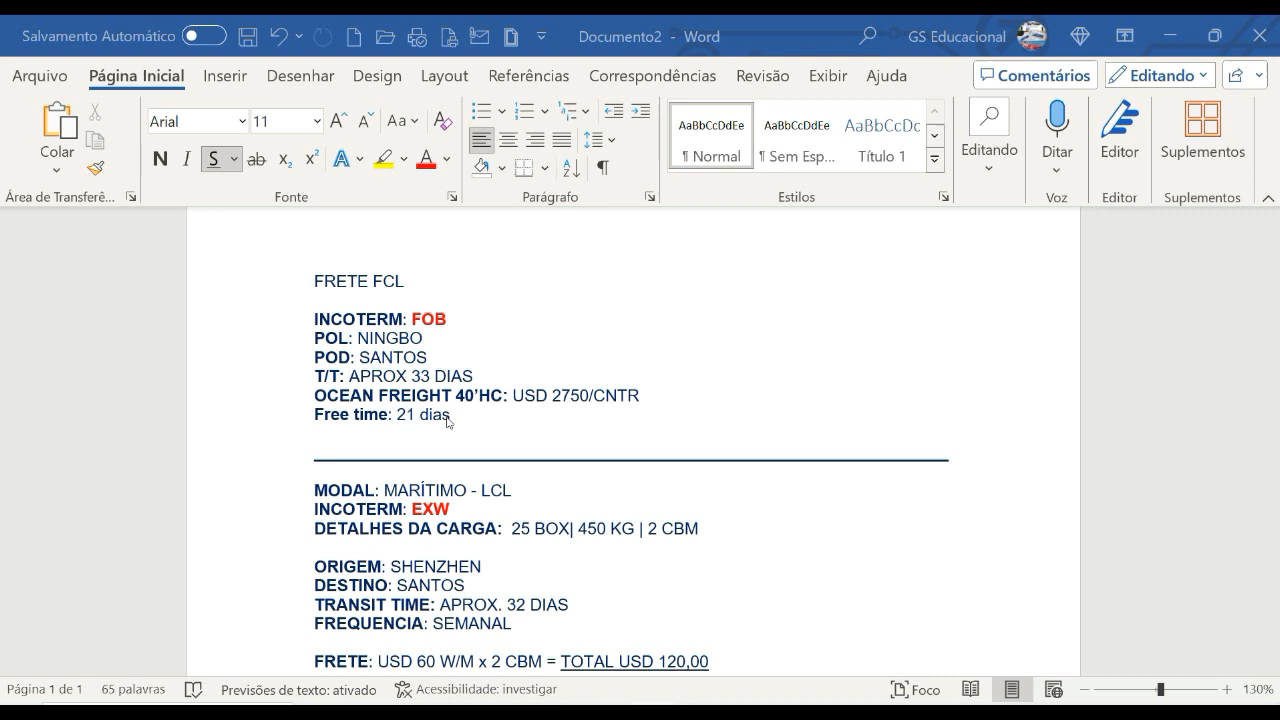 Salvamento Automático
Documento2 - Word
GS Educacional
Arquivo Página Inicial Inserir Desenhar Design Layout Referências Correspondências Revisão Exibir Ajuda
Comentários Editando
Colar
Área de Transferê...
Arial 11
Aa
N I S ab x₂ x² A A
Fonte
Parágrafo
AaBbCcDdEe AaBbCcDdEe AaBbCcDc
¶ Normal ¶ Sem Esp... Título 1
Estilos
Editando
Ditar
Voz
Editor
Editor
Suplementos
Suplementos
FRETE FCL
INCOTERM: FOB
POL: NINGBO
POD: SANTOS
T/T: APROX 33 DIAS
OCEAN FREIGHT 40’HC: USD 2750/CNTR
Free time: 21 dias
MODAL: MARÍTIMO - LCL
INCOTERM: EXW
DETALHES DA CARGA: 25 BOX| 450 KG | 2 CBM
ORIGEM: SHENZHEN
DESTINO: SANTOS
TRANSIT TIME: APROX. 32 DIAS
FREQUENCIA: SEMANAL
FRETE: USD 60 W/M x 2 CBM = TOTAL USD 120,00
Página 1 de 1 65 palavras Previsões de texto: ativado Acessibilidade: investigar Foco 130%